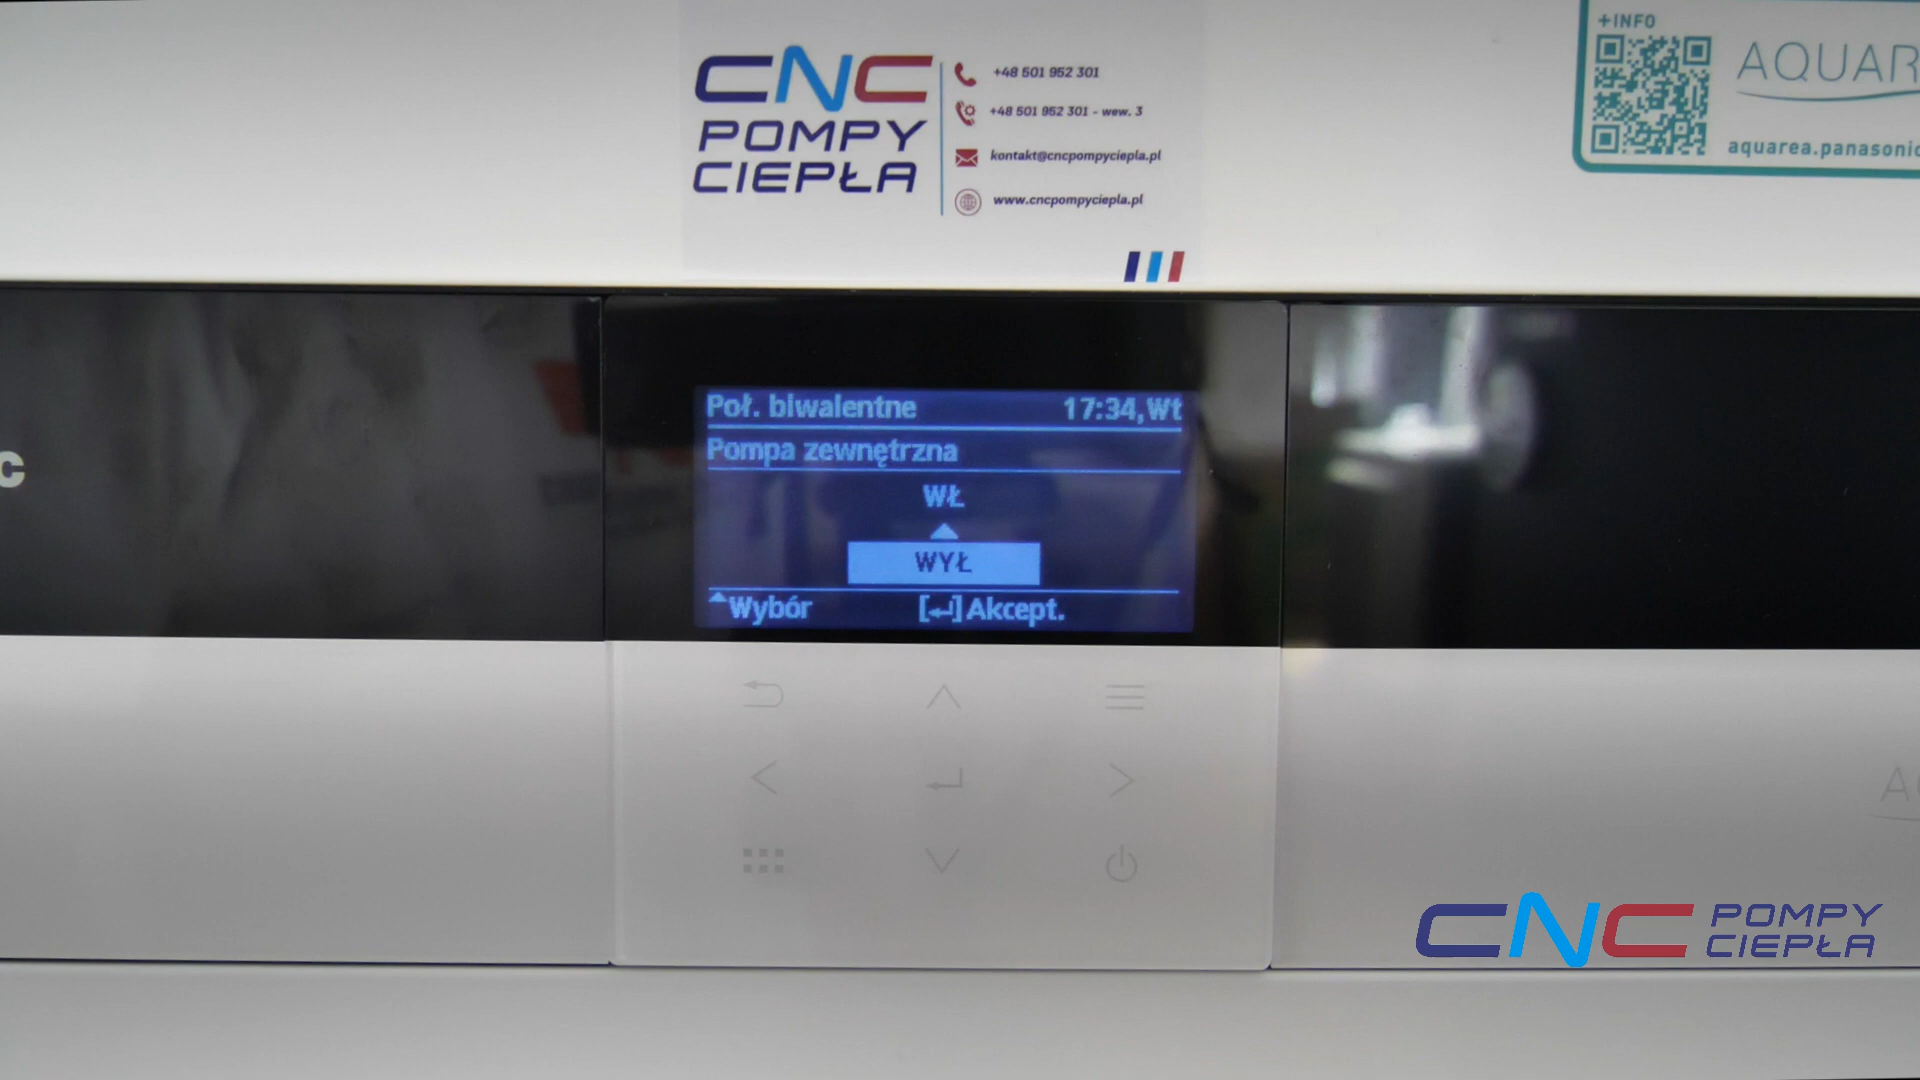 CNC
POMPY
CIEPŁA
+48 501 952 301
+48 501 952 301 - wew. 3
kontakt@cncpompyciepla.pl
www.cncpompyciepla.pl
+INFO
AQUAR
aquarea.panasonic
c
Poł. biwalentne 17:34,Wt
Pompa zewnętrzna
WŁ
WYŁ
Wybór [↵]Akcept.
A
CNC POMPY
CIEPŁA